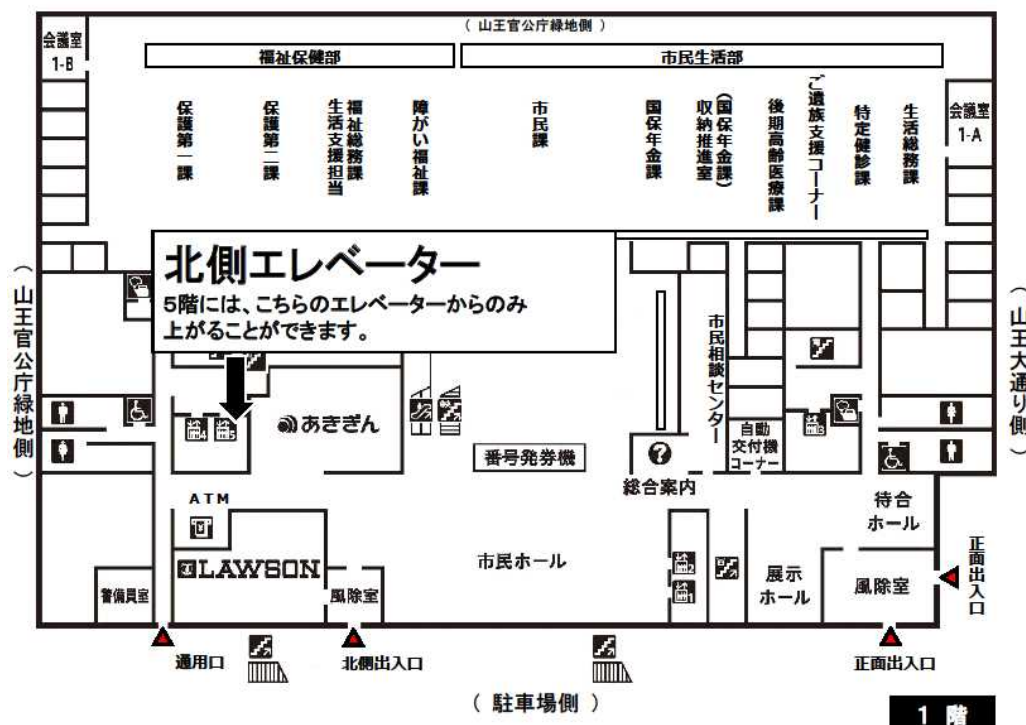 （ 山王官公庁緑地側 ）
会議室
1-B
福祉保健部
市民生活部
保護第一課
保護第二課
福祉総務課
生活支援担当
障がい福祉課
市民課
国保年金課
(国保年金課)
収納推進室
後期高齢医療課
ご遺族支援コーナー
特定健診課
生活総務課
会議室
1-A
北側エレベーター
5階には、こちらのエレベーターからのみ
上がることができます。
（ 山王官公庁緑地側 ）
（ 山王大通り側 ）
市民相談センター
4
5
あきぎん
番号発券機
?
総合案内
自動
交付機
コーナー
3
ATM
LAWSON
市民ホール
2
1
待合
ホール
展示
ホール
風除室
正面出入口
警備員室
風除室
通用口
北側出入口
正面出入口
（ 駐車場側 ）
1 階